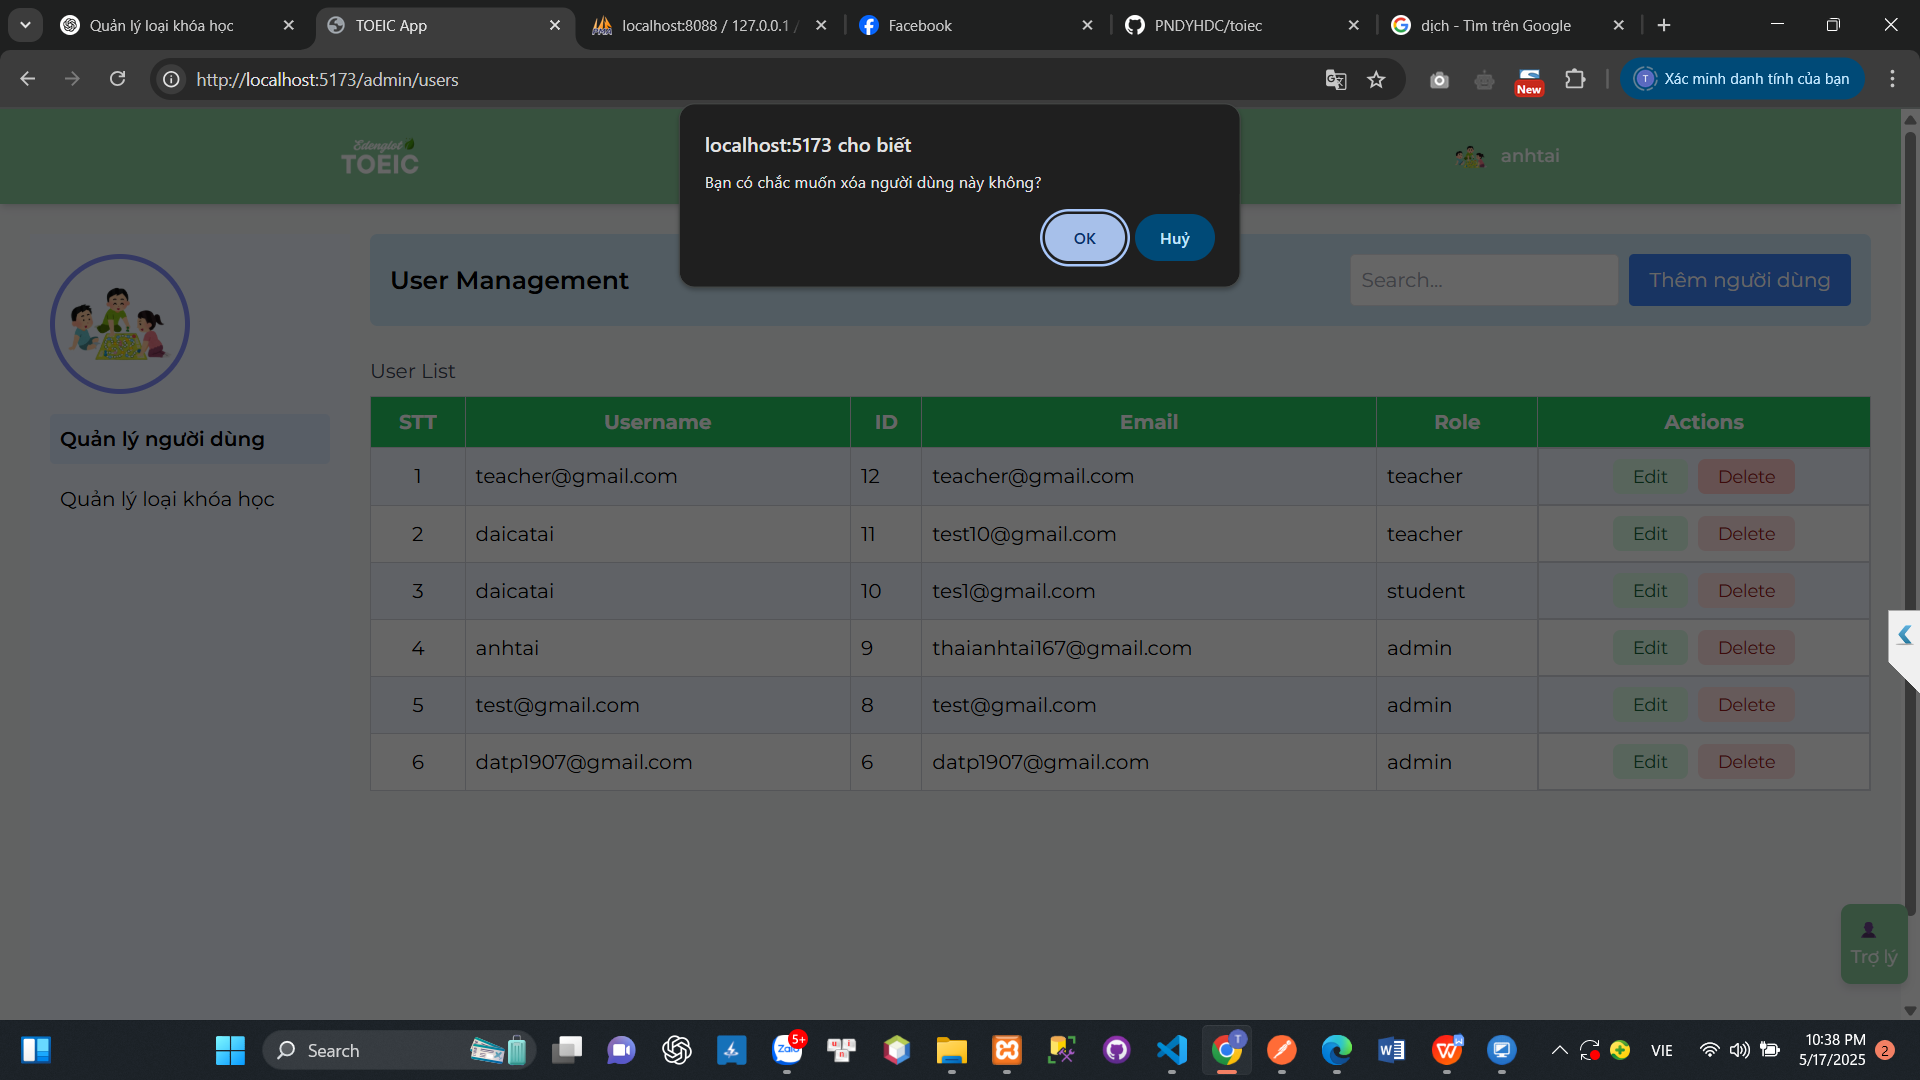 Quản lý loại khóa học
TOEIC App
localhost:8088 / 127.0.0.1 /
Facebook
PNDYHDC/toiec
dịch - Tìm trên Google
http://localhost:5173/admin/users
New
T
Xác minh danh tính của bạn
localhost:5173 cho biết
Bạn có chắc muốn xóa người dùng này không?
OK
Huỷ
Edengiot
TOEIC
anhtai
User Management
Search...
Thêm người dùng
Quản lý người dùng
Quản lý loại khóa học
User List
STT Username ID Email Role Actions
1 teacher@gmail.com 12 teacher@gmail.com teacher Edit Delete
2 daicatai 11 test10@gmail.com teacher Edit Delete
3 daicatai 10 tes1@gmail.com student Edit Delete
4 anhtai 9 thaianhtai167@gmail.com admin Edit Delete
5 test@gmail.com 8 test@gmail.com admin Edit Delete
6 datp1907@gmail.com 6 datp1907@gmail.com admin Edit Delete
Trợ lý
Search
Zalo
5+
T
VIE
10:38 PM
5/17/2025
2